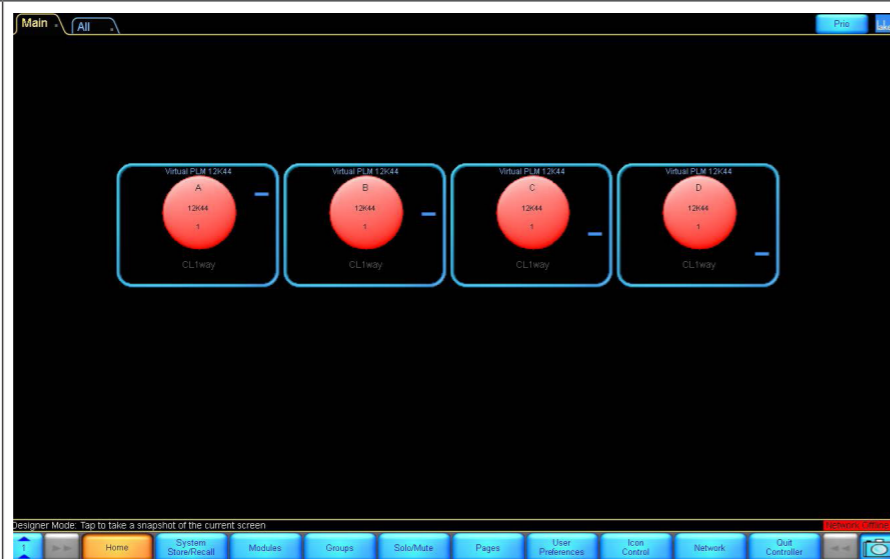 Main
All
Prio
Virtual PLM 12K44
A
12K44
1
CL1way
Virtual PLM 12K44
B
12K44
1
CL1way
Virtual PLM 12K44
C
12K44
1
CL1way
Virtual PLM 12K44
D
12K44
1
CL1way
Designer Mode: Tap to take a snapshot of the current screen
Network Offline
1
Home
System
Store/Recall
Modules
Groups
Solo/Mute
Pages
User
Preferences
Icon
Control
Network
Quit
Controller